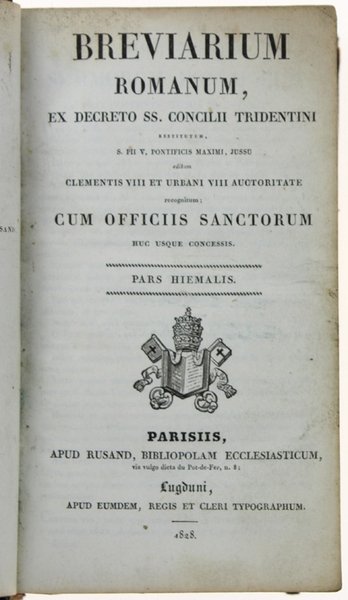 BREVIARIUM
ROMANUM,
EX DECRETO SS. CONCILII TRIDENTINI
RESTITUTUM,
S. PII V, PONTIFICIS MAXIMI, JUSSU
editum
CLEMENTIS VIII ET URBANI VIII AUCTORITATE
recognitum;
CUM OFFICIIS SANCTORUM
HUC USQUE CONCESSIS.
PARS HIEMALIS.
PARISIIS,
APUD RUSAND, BIBLIOPOLAM ECCLESIASTICUM,
via vulgo dicta du Pot-de-Fer, n. 8;
Lugduni,
APUD EUMDEM, REGIS ET CLERI TYPOGRAPHUM.
1828.